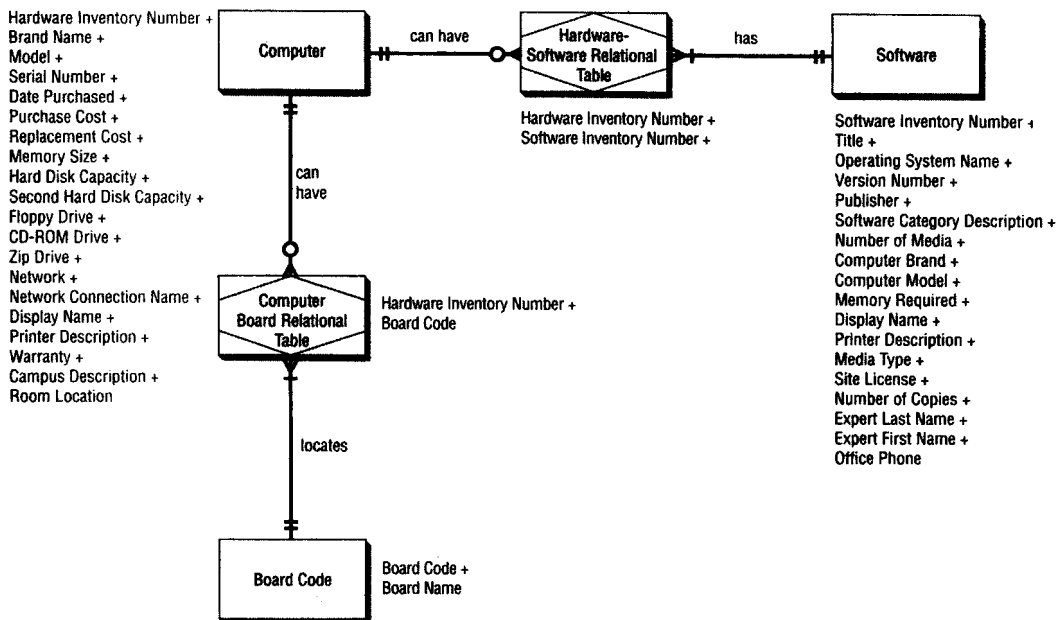 Hardware Inventory Number +
Brand Name +
Model +
Serial Number +
Date Purchased +
Purchase Cost +
Replacement Cost +
Memory Size +
Hard Disk Capacity +
Second Hard Disk Capacity +
Floppy Drive +
CD-ROM Drive +
Zip Drive +
Network +
Network Connection Name +
Display Name +
Printer Description +
Warranty +
Campus Description +
Room Location
Computer
can have
Hardware-
Software Relational
Table
has
Software
Hardware Inventory Number +
Software Inventory Number +
Software Inventory Number +
Title +
Operating System Name +
Version Number +
Publisher +
Software Category Description +
Number of Media +
Computer Brand +
Computer Model +
Memory Required +
Display Name +
Printer Description +
Media Type +
Site License +
Number of Copies +
Expert Last Name +
Expert First Name +
Office Phone
can
have
Computer
Board Relational
Table
Hardware Inventory Number +
Board Code
locates
Board Code
Board Code +
Board Name